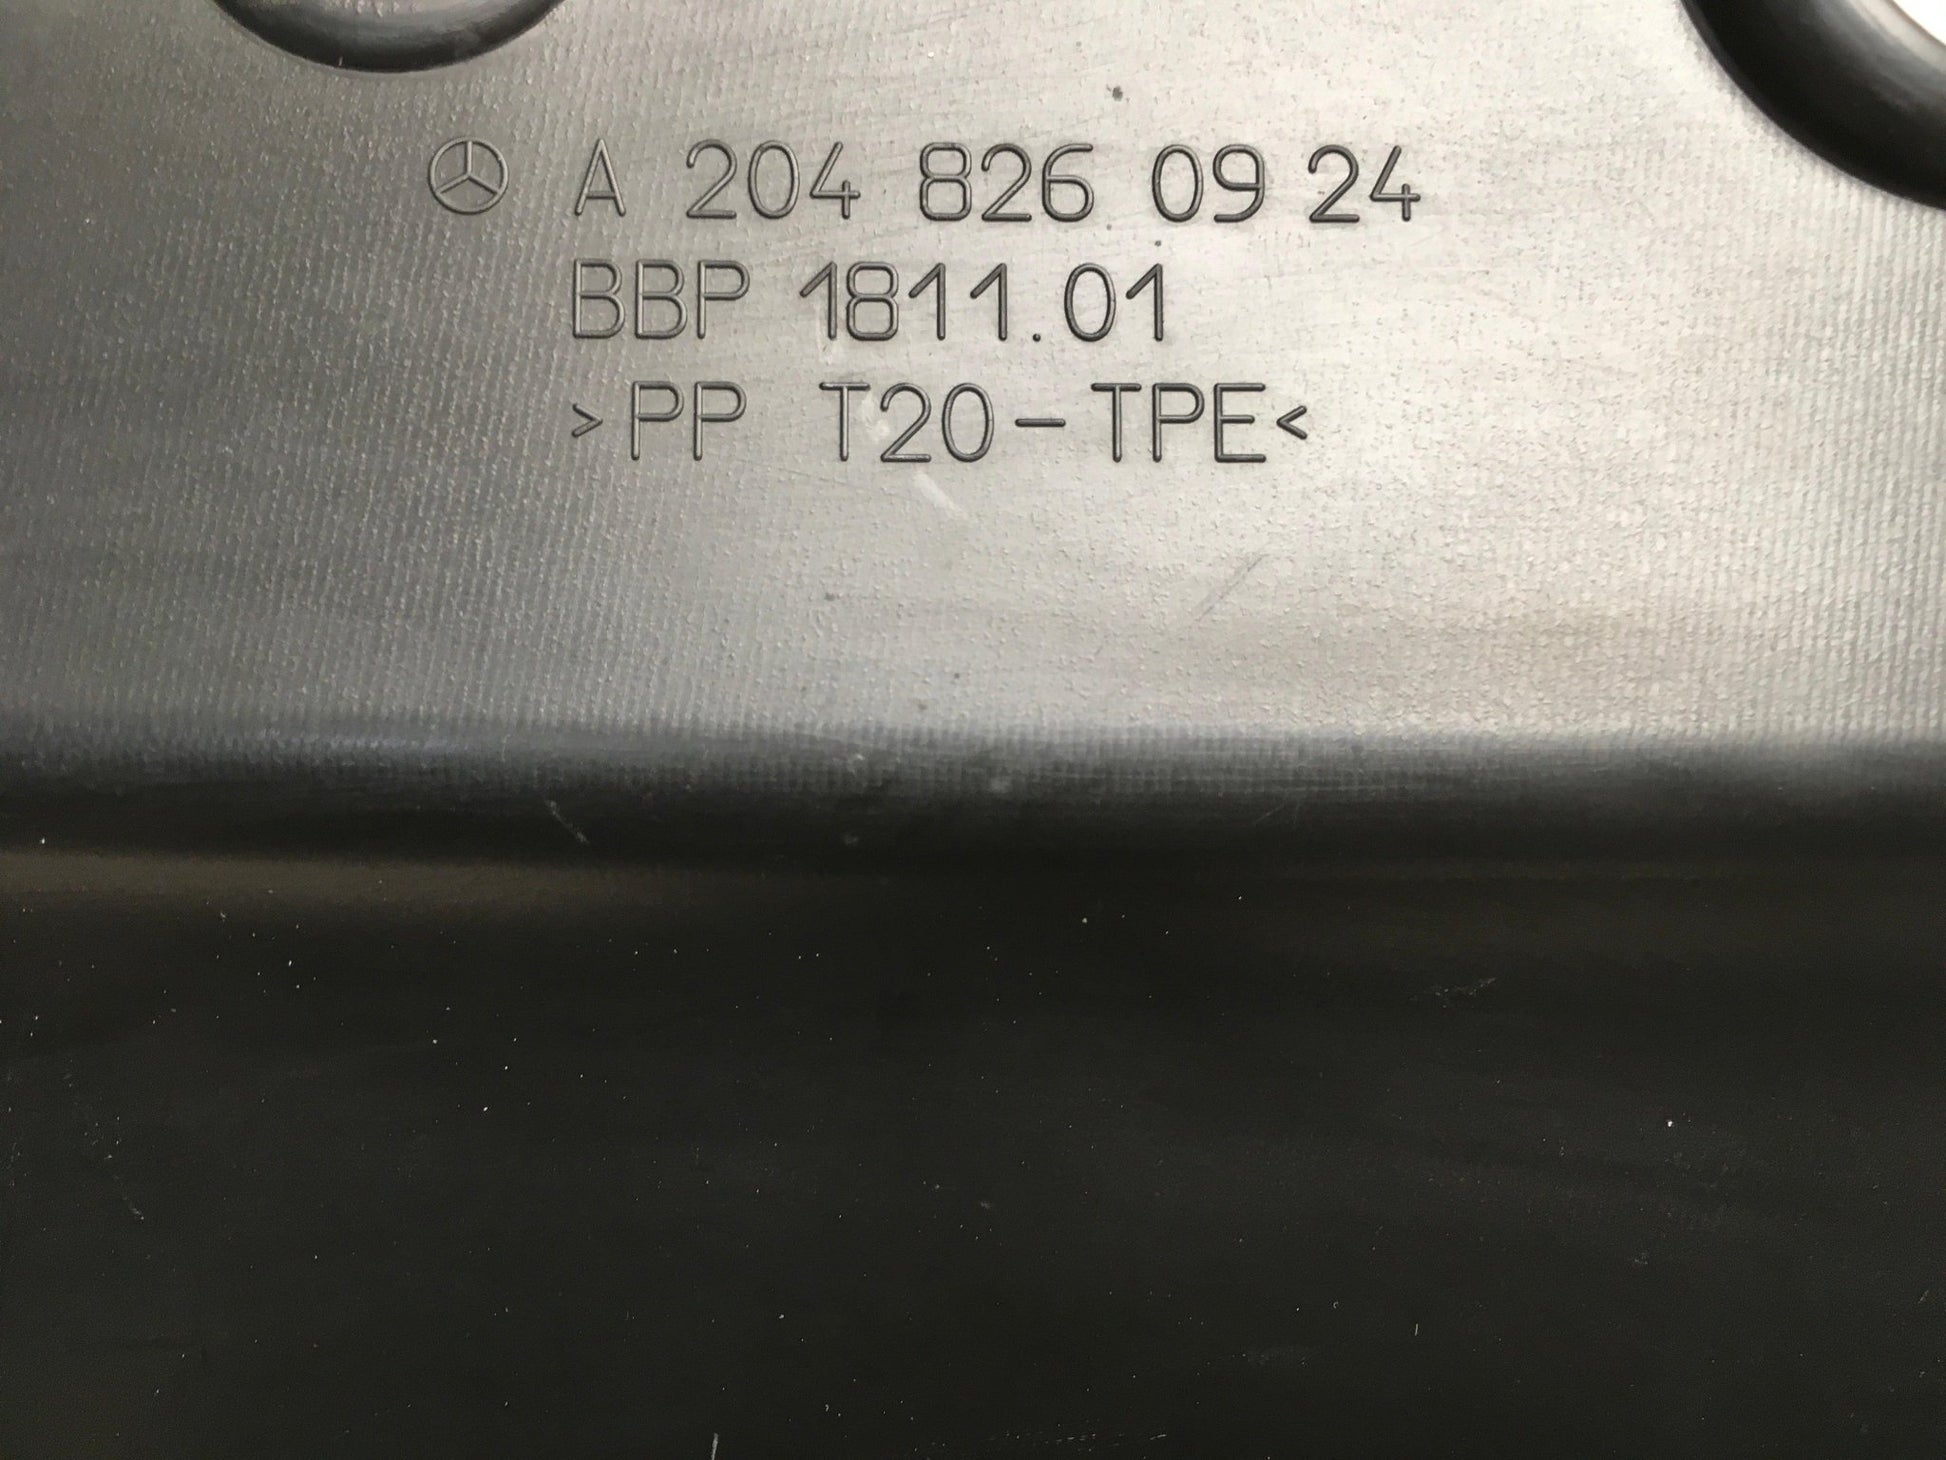 A 204 826 09 24
BBP 1811.01
>PP T20-TPE<